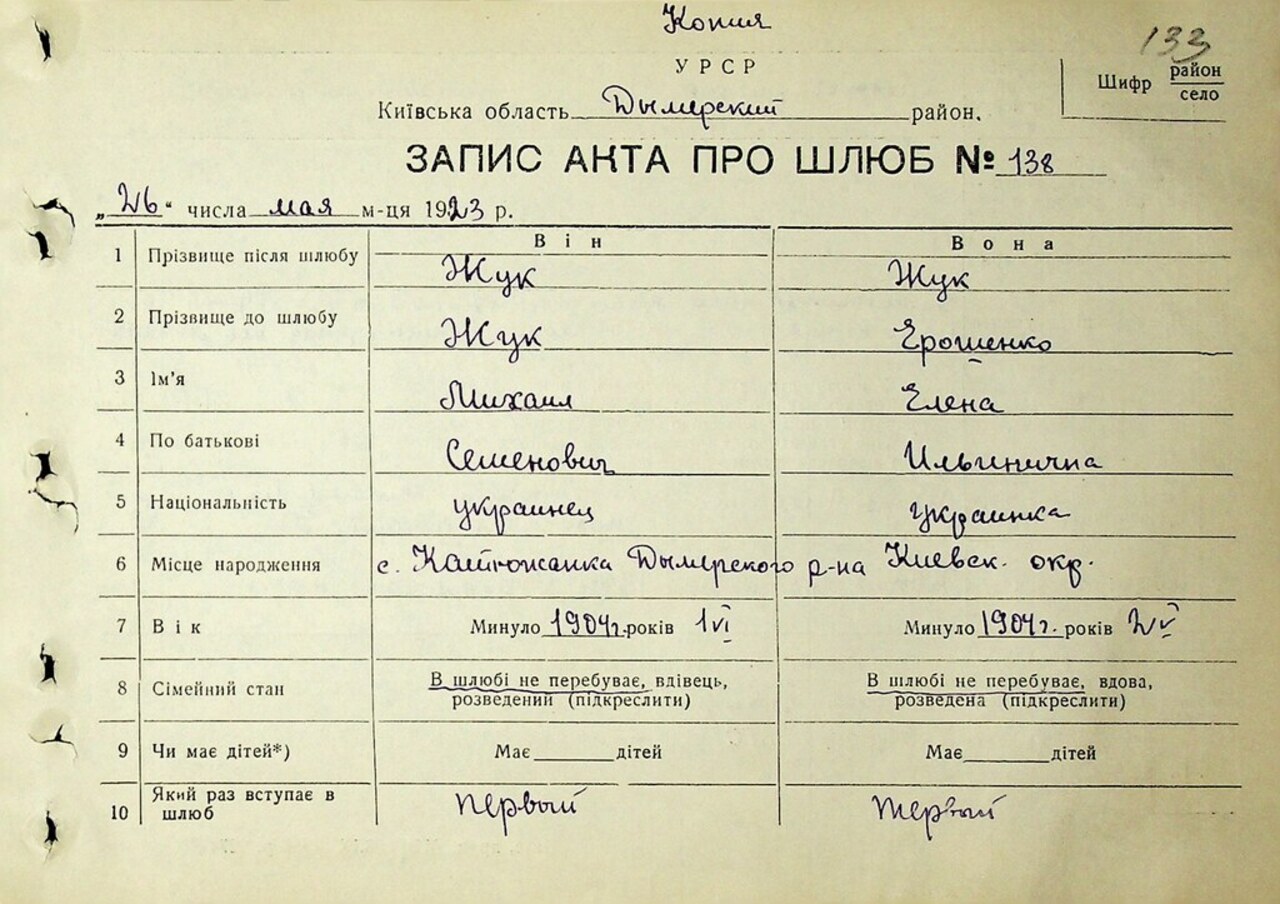 Копия
133
УРСР
Шифр район
село
Київська область Дымерский район.
ЗАПИС АКТА ПРО ШЛЮБ № 138
„26“ числа мая м-ця 1923 р.
Він Вона
1 Прізвище після шлюбу Жук Жук
2 Прізвище до шлюбу Жук Ерошенко
3 Ім’я Михаил Елена
4 По батькові Семенович Ильинична
5 Національність украинец украинка
6 Місце народження с. Катюжанка Дымерского р-на Киевск. окр.
7 Вік Минуло 1904г. років 1 VI Минуло 1904г. років 2 V
8 Сімейний стан В шлюбі не перебуває, вдівець, В шлюбі не перебуває, вдова,
розведений (підкреслити) розведена (підкреслити)
9 Чи має дітей*) Має дітей Має дітей
10 Який раз вступає в шлюб первый первый